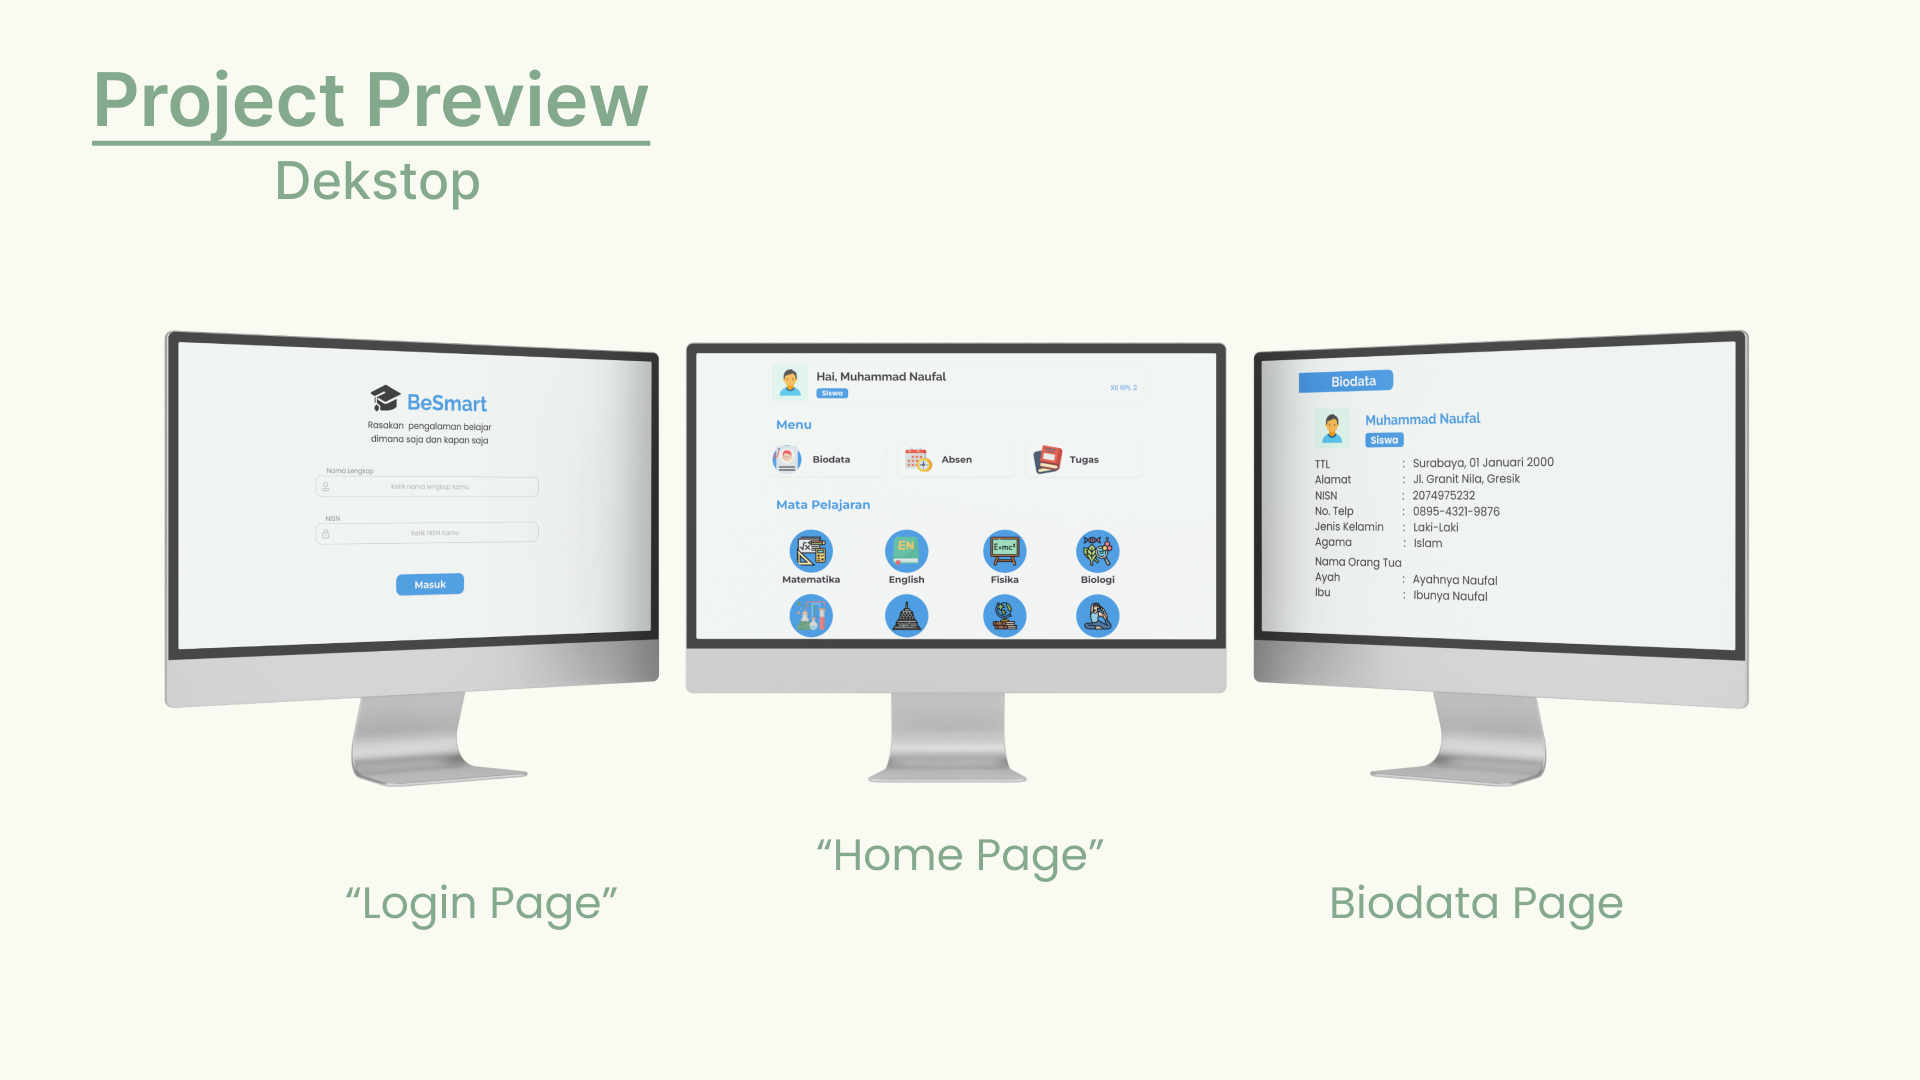 Project Preview
Dekstop
BeSmart
Rasakan pengalaman belajar
dimana saja dan kapan saja
Nama Lengkap
Ketik nama lengkap kamu
NISN
Ketik NISN kamu
Masuk
Hai, Muhammad Naufal
Siswa
XII RPL 2
Menu
Biodata
Absen
Tugas
Mata Pelajaran
√x
EN
E=mc²
Matematika
English
Fisika
Biologi
Biodata
Muhammad Naufal
Siswa
TTL : Surabaya, 01 Januari 2000
Alamat : Jl. Granit Nila, Gresik
NISN : 2074975232
No. Telp : 0895-4321-9876
Jenis Kelamin : Laki-Laki
Agama : Islam
Nama Orang Tua
Ayah : Ayahnya Naufal
Ibu : Ibunya Naufal
“Login Page”
“Home Page”
Biodata Page